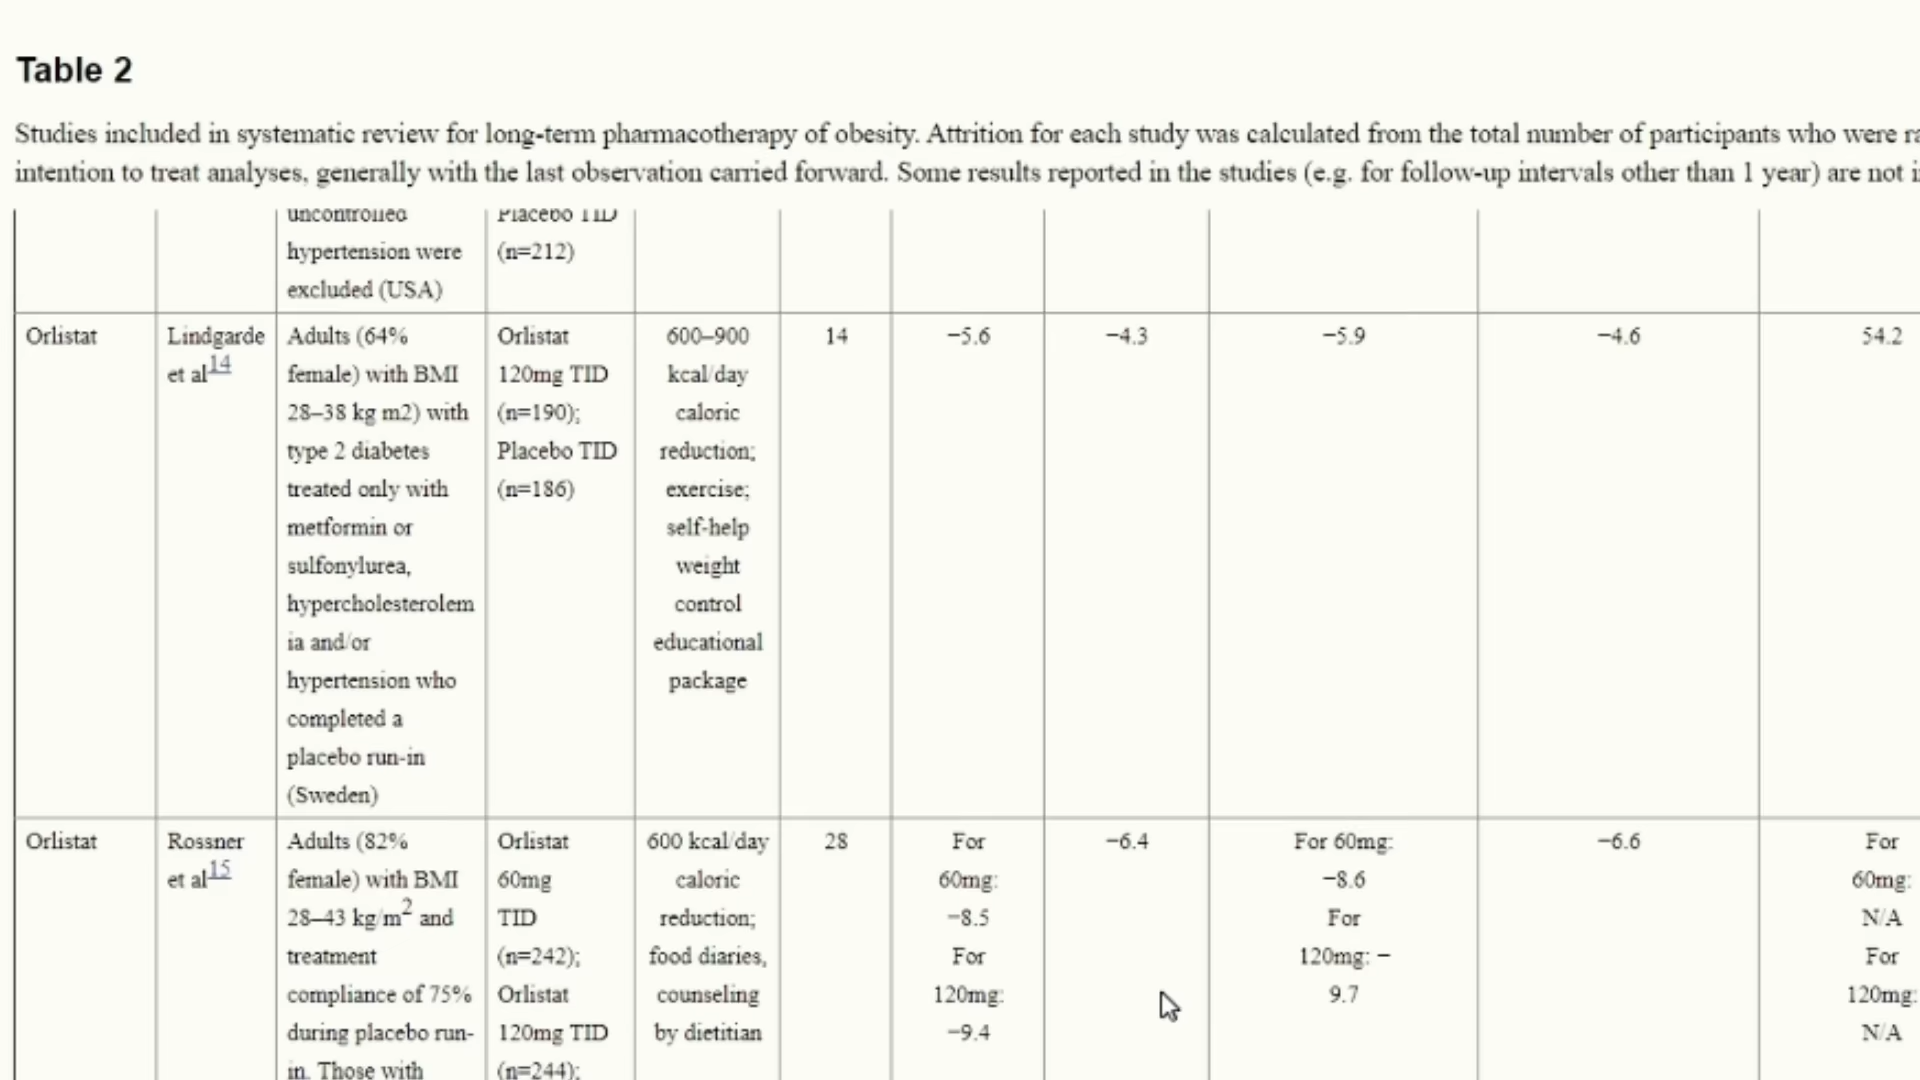 Table 2
Studies included in systematic review for long-term pharmacotherapy of obesity. Attrition for each study was calculated from the total number of participants who were
intention to treat analyses, generally with the last observation carried forward. Some results reported in the studies (e.g. for follow-up intervals other than 1 year) are not
uncontrolled
hypertension were
excluded (USA)
Placebo TID
(n=212)
Orlistat
Lindgarde
et al14
Adults (64%
female) with BMI
28–38 kg m2) with
type 2 diabetes
treated only with
metformin or
sulfonylurea,
hypercholesterolem
ia and/or
hypertension who
completed a
placebo run-in
(Sweden)
Orlistat
120mg TID
(n=190);
Placebo TID
(n=186)
600–900
kcal/day
caloric
reduction;
exercise;
self-help
weight
control
educational
package
14
−5.6
−4.3
−5.9
−4.6
54.2
Orlistat
Rossner
et al15
Adults (82%
female) with BMI
28–43 kg/m2 and
treatment
compliance of 75%
during placebo run-
in. Those with
Orlistat
60mg
TID
(n=242);
Orlistat
120mg TID
(n=244);
600 kcal/day
caloric
reduction;
food diaries,
counseling
by dietitian
28
For
60mg:
−8.5
For
120mg:
−9.4
−6.4
For 60mg:
−8.6
For
120mg: −
9.7
−6.6
For
60mg:
N/A
For
120mg:
N/A